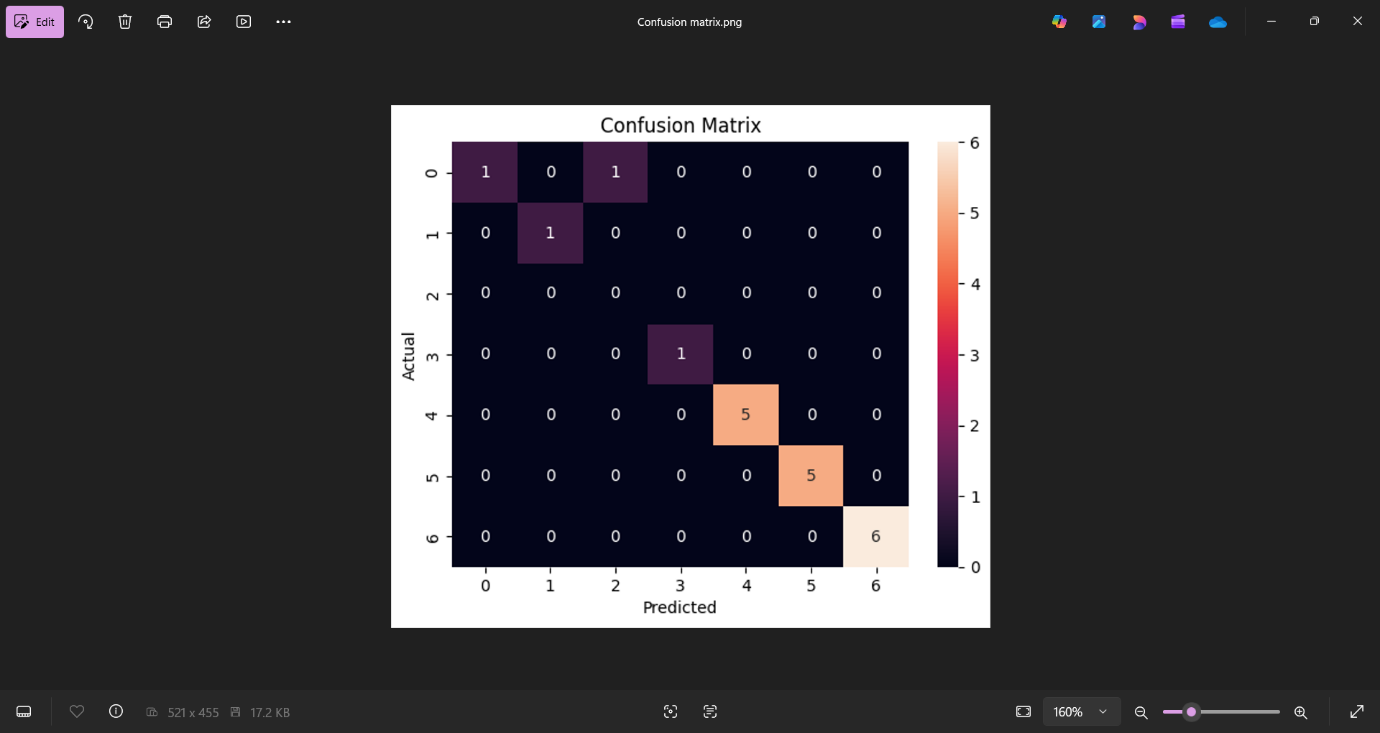 Edit
Confusion matrix.png
Confusion Matrix
0 1 0 1 0 0 0 0
1 0 1 0 0 0 0 0
2 0 0 0 0 0 0 0
3 0 0 0 1 0 0 0
4 0 0 0 0 5 0 0
5 0 0 0 0 0 5 0
6 0 0 0 0 0 0 6
Actual
0 1 2 3 4 5 6
Predicted
6
5
4
3
2
1
0
521 x 455 17.2 KB 160%